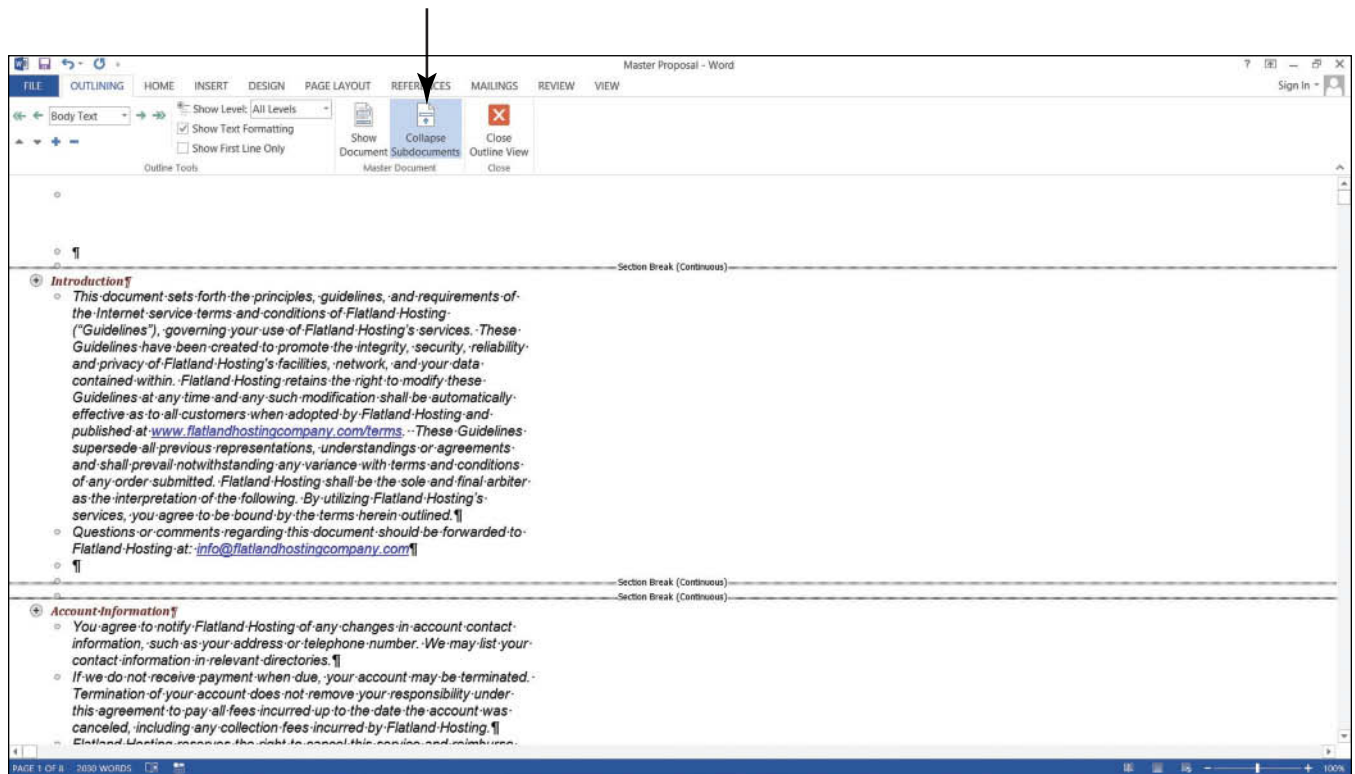 Master Proposal - Word
Sign In
FILE OUTLINING HOME INSERT DESIGN PAGE LAYOUT REFERENCES MAILINGS REVIEW VIEW
Body Text
Show Level: All Levels
Show Text Formatting
Show First Line Only
Outline Tools
Show Document
Collapse Subdocuments
Master Document
Close Outline View
Close
¶
Section Break (Continuous)
Introduction¶
This·document·sets·forth·the·principles,·guidelines,·and·requirements·of·
the·Internet·service·terms·and·conditions·of·Flatland·Hosting·
(“Guidelines”),·governing·your·use·of·Flatland·Hosting's·services.·These·
Guidelines·have·been·created·to·promote·the·integrity,·security,·reliability·
and·privacy·of·Flatland·Hosting's·facilities,·network,·and·your·data·
contained·within.·Flatland·Hosting·retains·the·right·to·modify·these·
Guidelines·at·any·time·and·any·such·modification·shall·be·automatically·
effective·as·to·all·customers·when·adopted·by·Flatland·Hosting·and·
published·at·www.flatlandhostingcompany.com/terms.··These·Guidelines·
supersede·all·previous·representations,·understandings·or·agreements·
and·shall·prevail·notwithstanding·any·variance·with·terms·and·conditions·
of·any·order·submitted.·Flatland·Hosting·shall·be·the·sole·and·final·arbiter·
as·the·interpretation·of·the·following.·By·utilizing·Flatland·Hosting's·
services,·you·agree·to·be·bound·by·the·terms·herein·outlined.¶
Questions·or·comments·regarding·this·document·should·be·forwarded·to·
Flatland·Hosting·at:·info@flatlandhostingcompany.com¶
¶
Section Break (Continuous)
Section Break (Continuous)
Account·Information¶
You·agree·to·notify·Flatland·Hosting·of·any·changes·in·account·contact·
information,·such·as·your·address·or·telephone·number.·We·may·list·your·
contact·information·in·relevant·directories.¶
If·we·do·not·receive·payment·when·due,·your·account·may·be·terminated.·
Termination·of·your·account·does·not·remove·your·responsibility·under·
this·agreement·to·pay·all·fees·incurred·up·to·the·date·the·account·was·
canceled,·including·any·collection·fees·incurred·by·Flatland·Hosting.¶
Flatland·Hosting·reserves·the·right·to·cancel·this·service·and·reimburse·
PAGE 1 OF 8 2030 WORDS
100%